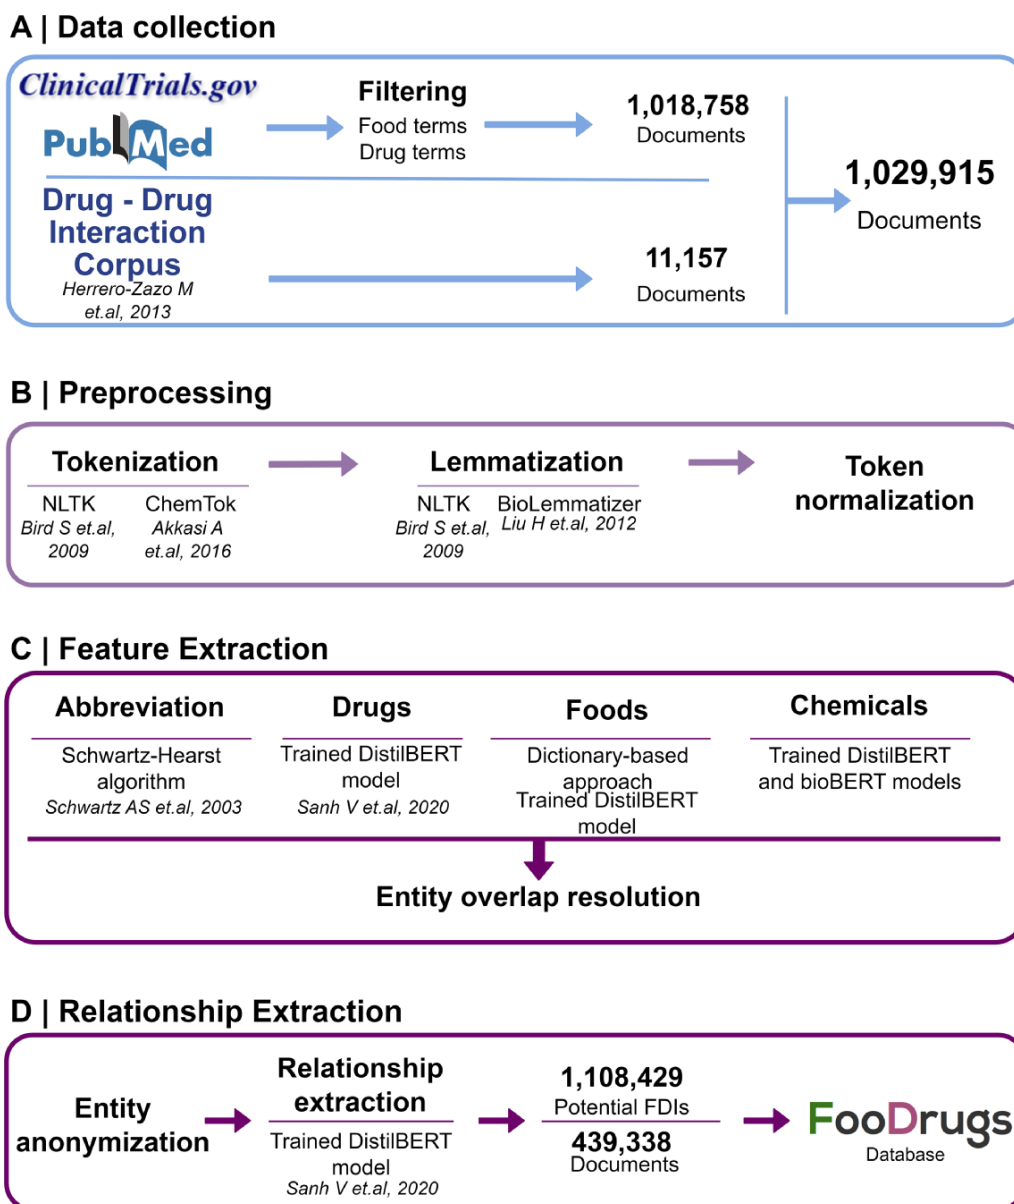 A | Data collection
ClinicalTrials.gov
PubMed
Filtering
Food terms
Drug terms
1,018,758
Documents
Drug - Drug
Interaction
Corpus
Herrero-Zazo M
et.al, 2013
11,157
Documents
1,029,915
Documents
B | Preprocessing
Tokenization
NLTK
Bird S et.al,
2009
ChemTok
Akkasi A
et.al, 2016
Lemmatization
NLTK
Bird S et.al,
2009
BioLemmatizer
Liu H et.al, 2012
Token
normalization
C | Feature Extraction
Abbreviation
Schwartz-Hearst
algorithm
Schwartz AS et.al, 2003
Drugs
Trained DistilBERT
model
Sanh V et.al, 2020
Foods
Dictionary-based
approach
Trained DistilBERT
model
Chemicals
Trained DistilBERT
and bioBERT models
Entity overlap resolution
D | Relationship Extraction
Entity
anonymization
Relationship
extraction
Trained DistilBERT
model
Sanh V et.al, 2020
1,108,429
Potential FDIs
439,338
Documents
FooDrugs
Database